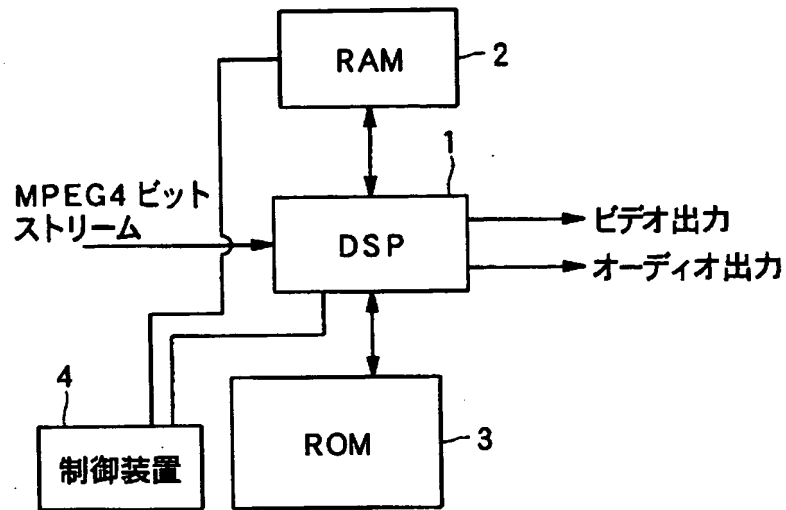 RAM
2
1
MPEG4 ビット
ストリーム
DSP
ビデオ出力
オーディオ出力
4
制御装置
ROM
3